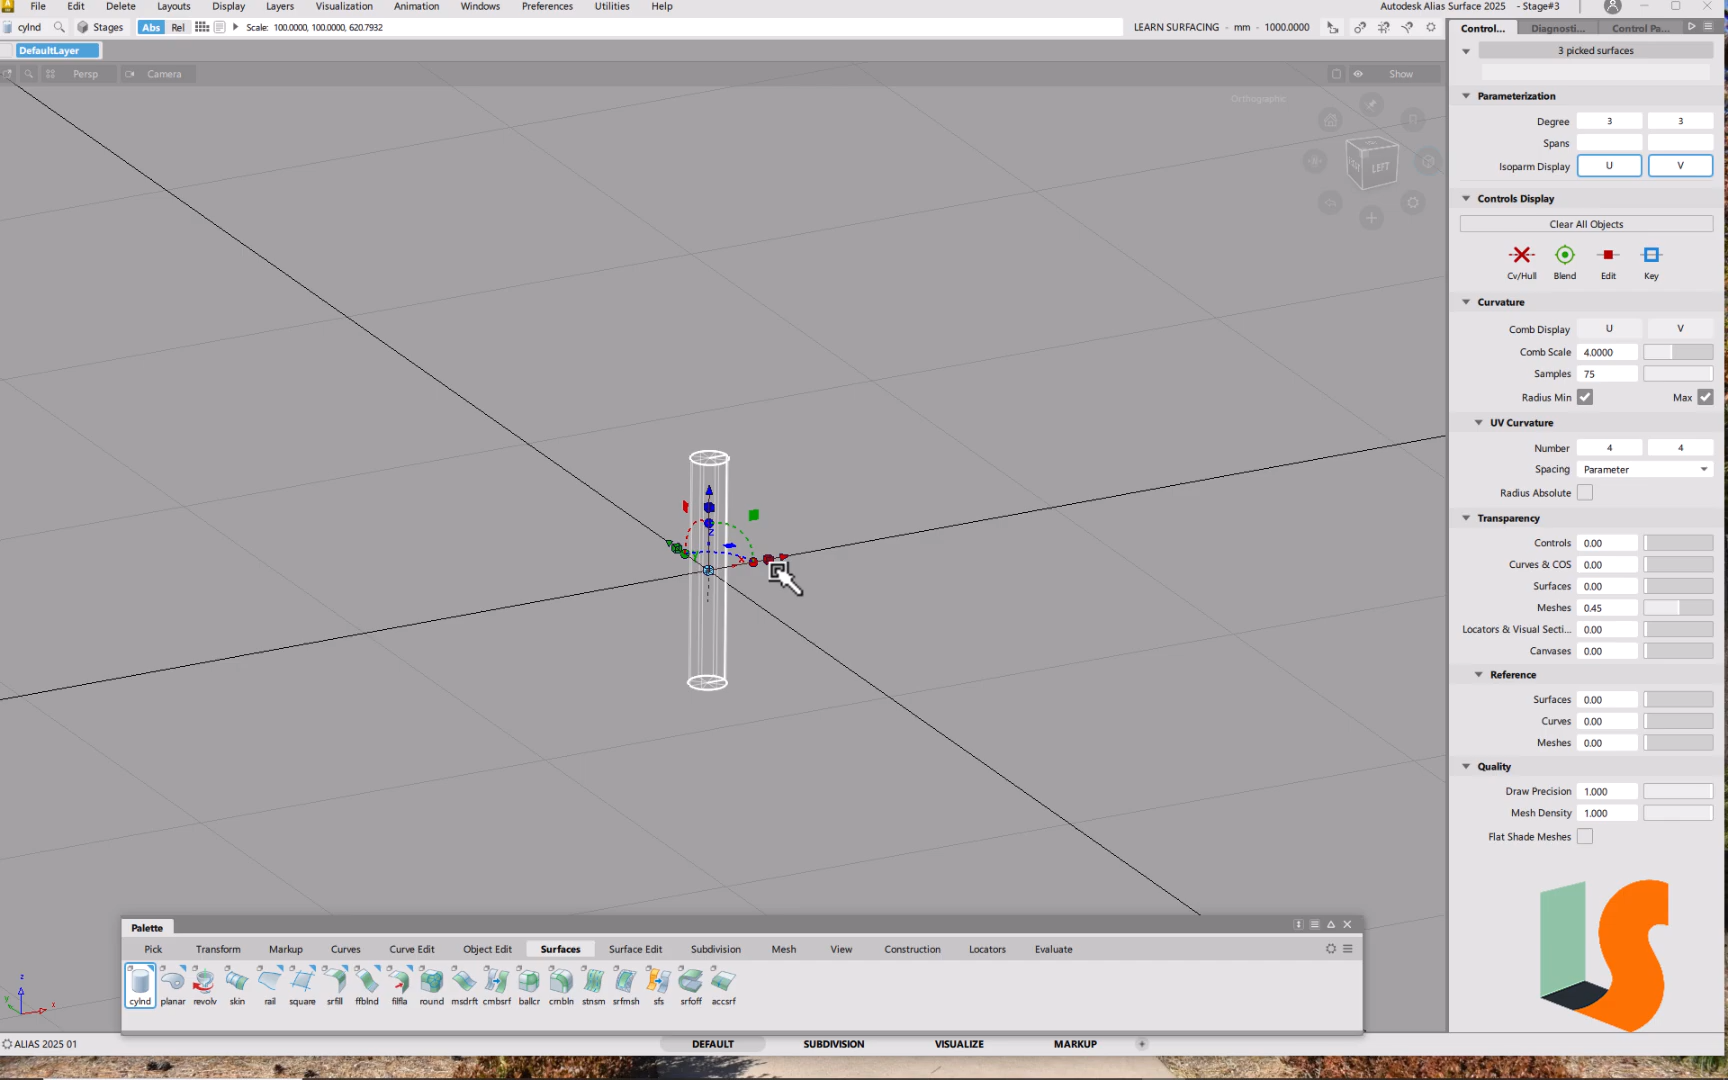 File Edit Delete Layouts Display Layers Visualization Animation Windows Preferences Utilities Help
Autodesk Alias Surface 2025 - Stage#3
cylnd Stages Abs Rel Scale: 100.0000, 100.0000, 620.7932
LEARN SURFACING - mm - 1000.0000
Control... Diagnosti... Control Pa...
DefaultLayer
3 picked surfaces
Persp Camera Show
Orthographic
LEFT
Parameterization
Degree 3 3
Spans
Isoparm Display U V
Controls Display
Clear All Objects
Cv/Hull Blend Edit Key
Curvature
Comb Display U V
Comb Scale 4.0000
Samples 75
Radius Min Max
UV Curvature
Number 4 4
Spacing Parameter
Radius Absolute
Transparency
Controls 0.00
Curves & COS 0.00
Surfaces 0.00
Meshes 0.45
Locators & Visual Secti... 0.00
Canvases 0.00
Reference
Surfaces 0.00
Curves 0.00
Meshes 0.00
Quality
Draw Precision 1.000
Mesh Density 1.000
Flat Shade Meshes
z
x
Palette
Pick Transform Markup Curves Curve Edit Object Edit Surfaces Surface Edit Subdivision Mesh View Construction Locators Evaluate
cylnd planar revolv skin rail square srfill ffblnd filfla round msdrft cmbsrf ballcr cmbln stnsm srfmsh sfs srfoff accsrf
z
y
x
LS
ALIAS 2025 01
DEFAULT SUBDIVISION VISUALIZE MARKUP +